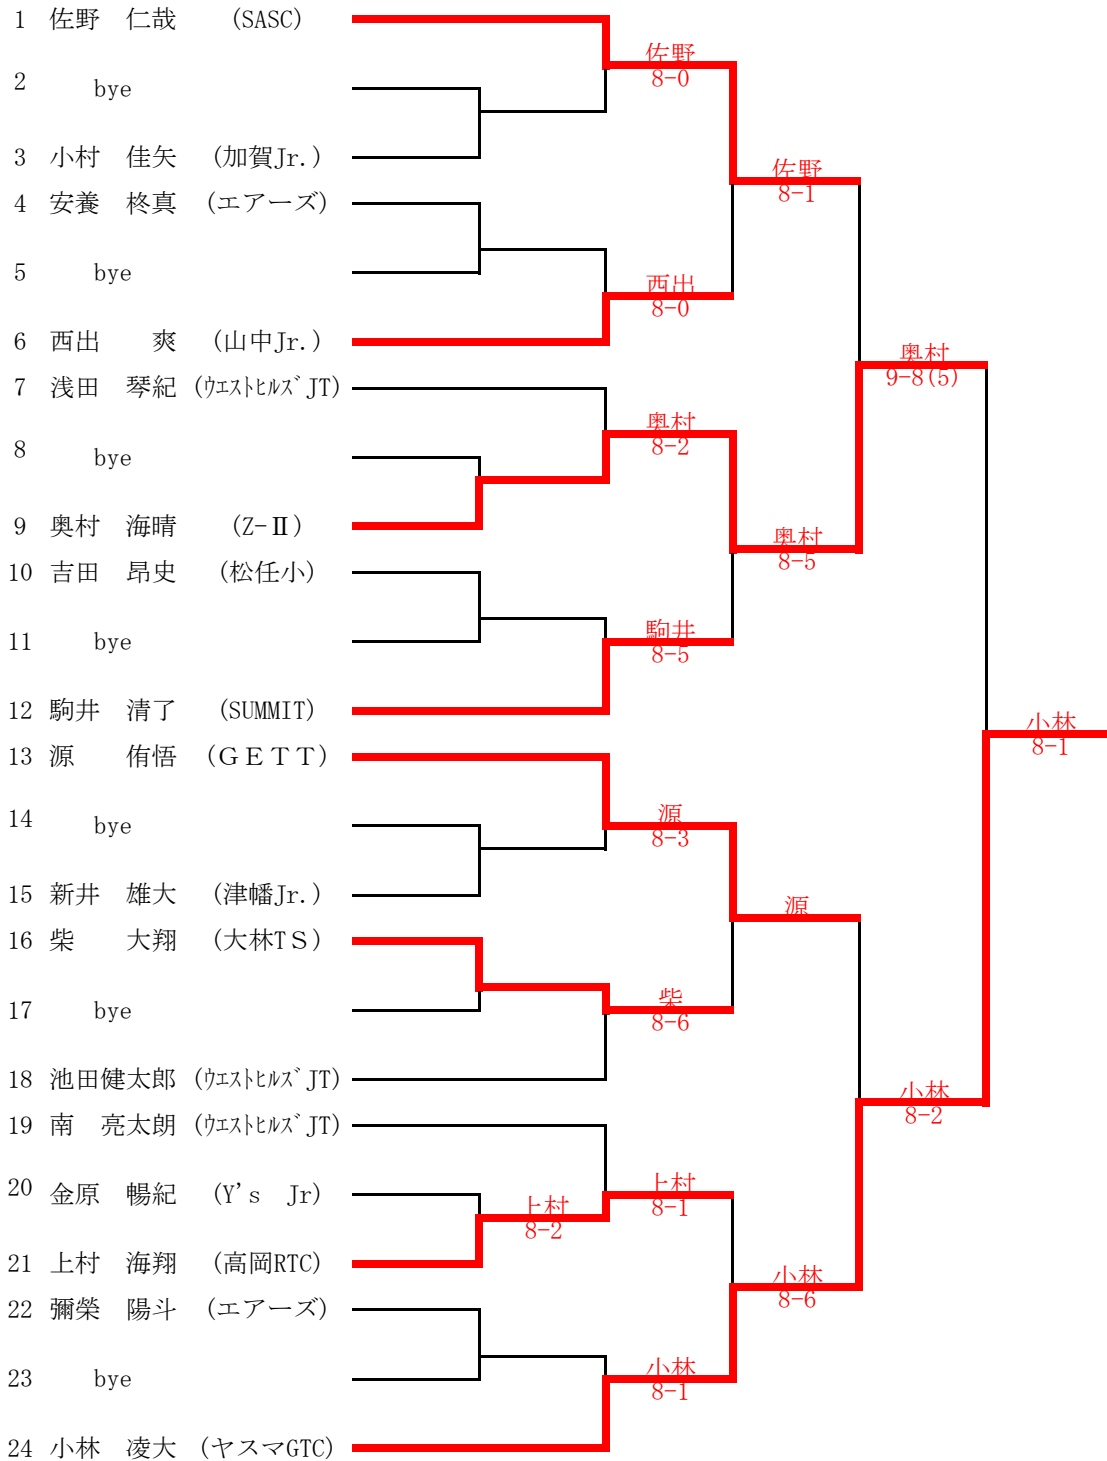 1 佐野　仁哉 (SASC)
佐野
8-0
2 bye
3 小村　佳矢 (加賀Jr.)
佐野
8-1
4 安養　柊真 (エアーズ)
5 bye
西出
8-0
6 西出　　爽 (山中Jr.)
奥村
9-8(5)
7 浅田　琴紀 (ｳｴｽﾄﾋﾙｽﾞJT)
奥村
8-2
8 bye
9 奥村　海晴 (Z-Ⅱ)
奥村
8-5
10 吉田　昂史 (松任小)
11 bye
駒井
8-5
12 駒井　清了 (SUMMIT)
小林
8-1
13 源　　侑悟 (ＧＥＴＴ)
14 bye
源
8-3
15 新井　雄大 (津幡Jr.)
源
16 柴　　大翔 (大林TＳ)
17 bye
柴
8-6
18 池田健太郎 (ｳｴｽﾄﾋﾙｽﾞJT)
小林
8-2
19 南　亮太朗 (ｳｴｽﾄﾋﾙｽﾞJT)
20 金原　暢紀 (Y's　Jr)
上村
8-2
上村
8-1
21 上村　海翔 (高岡RTC)
小林
8-6
22 彌榮　陽斗 (エアーズ)
23 bye
小林
8-1
24 小林　凌大 (ヤスマGTC)